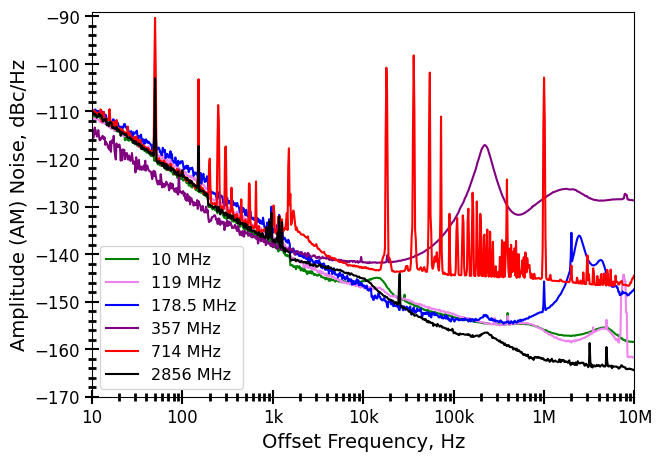 −90
−100
−110
−120
−130
−140
−150
−160
−170
Amplitude (AM) Noise, dBc/Hz
10 MHz
119 MHz
178.5 MHz
357 MHz
714 MHz
2856 MHz
10 100 1k 10k 100k 1M 10M
Offset Frequency, Hz